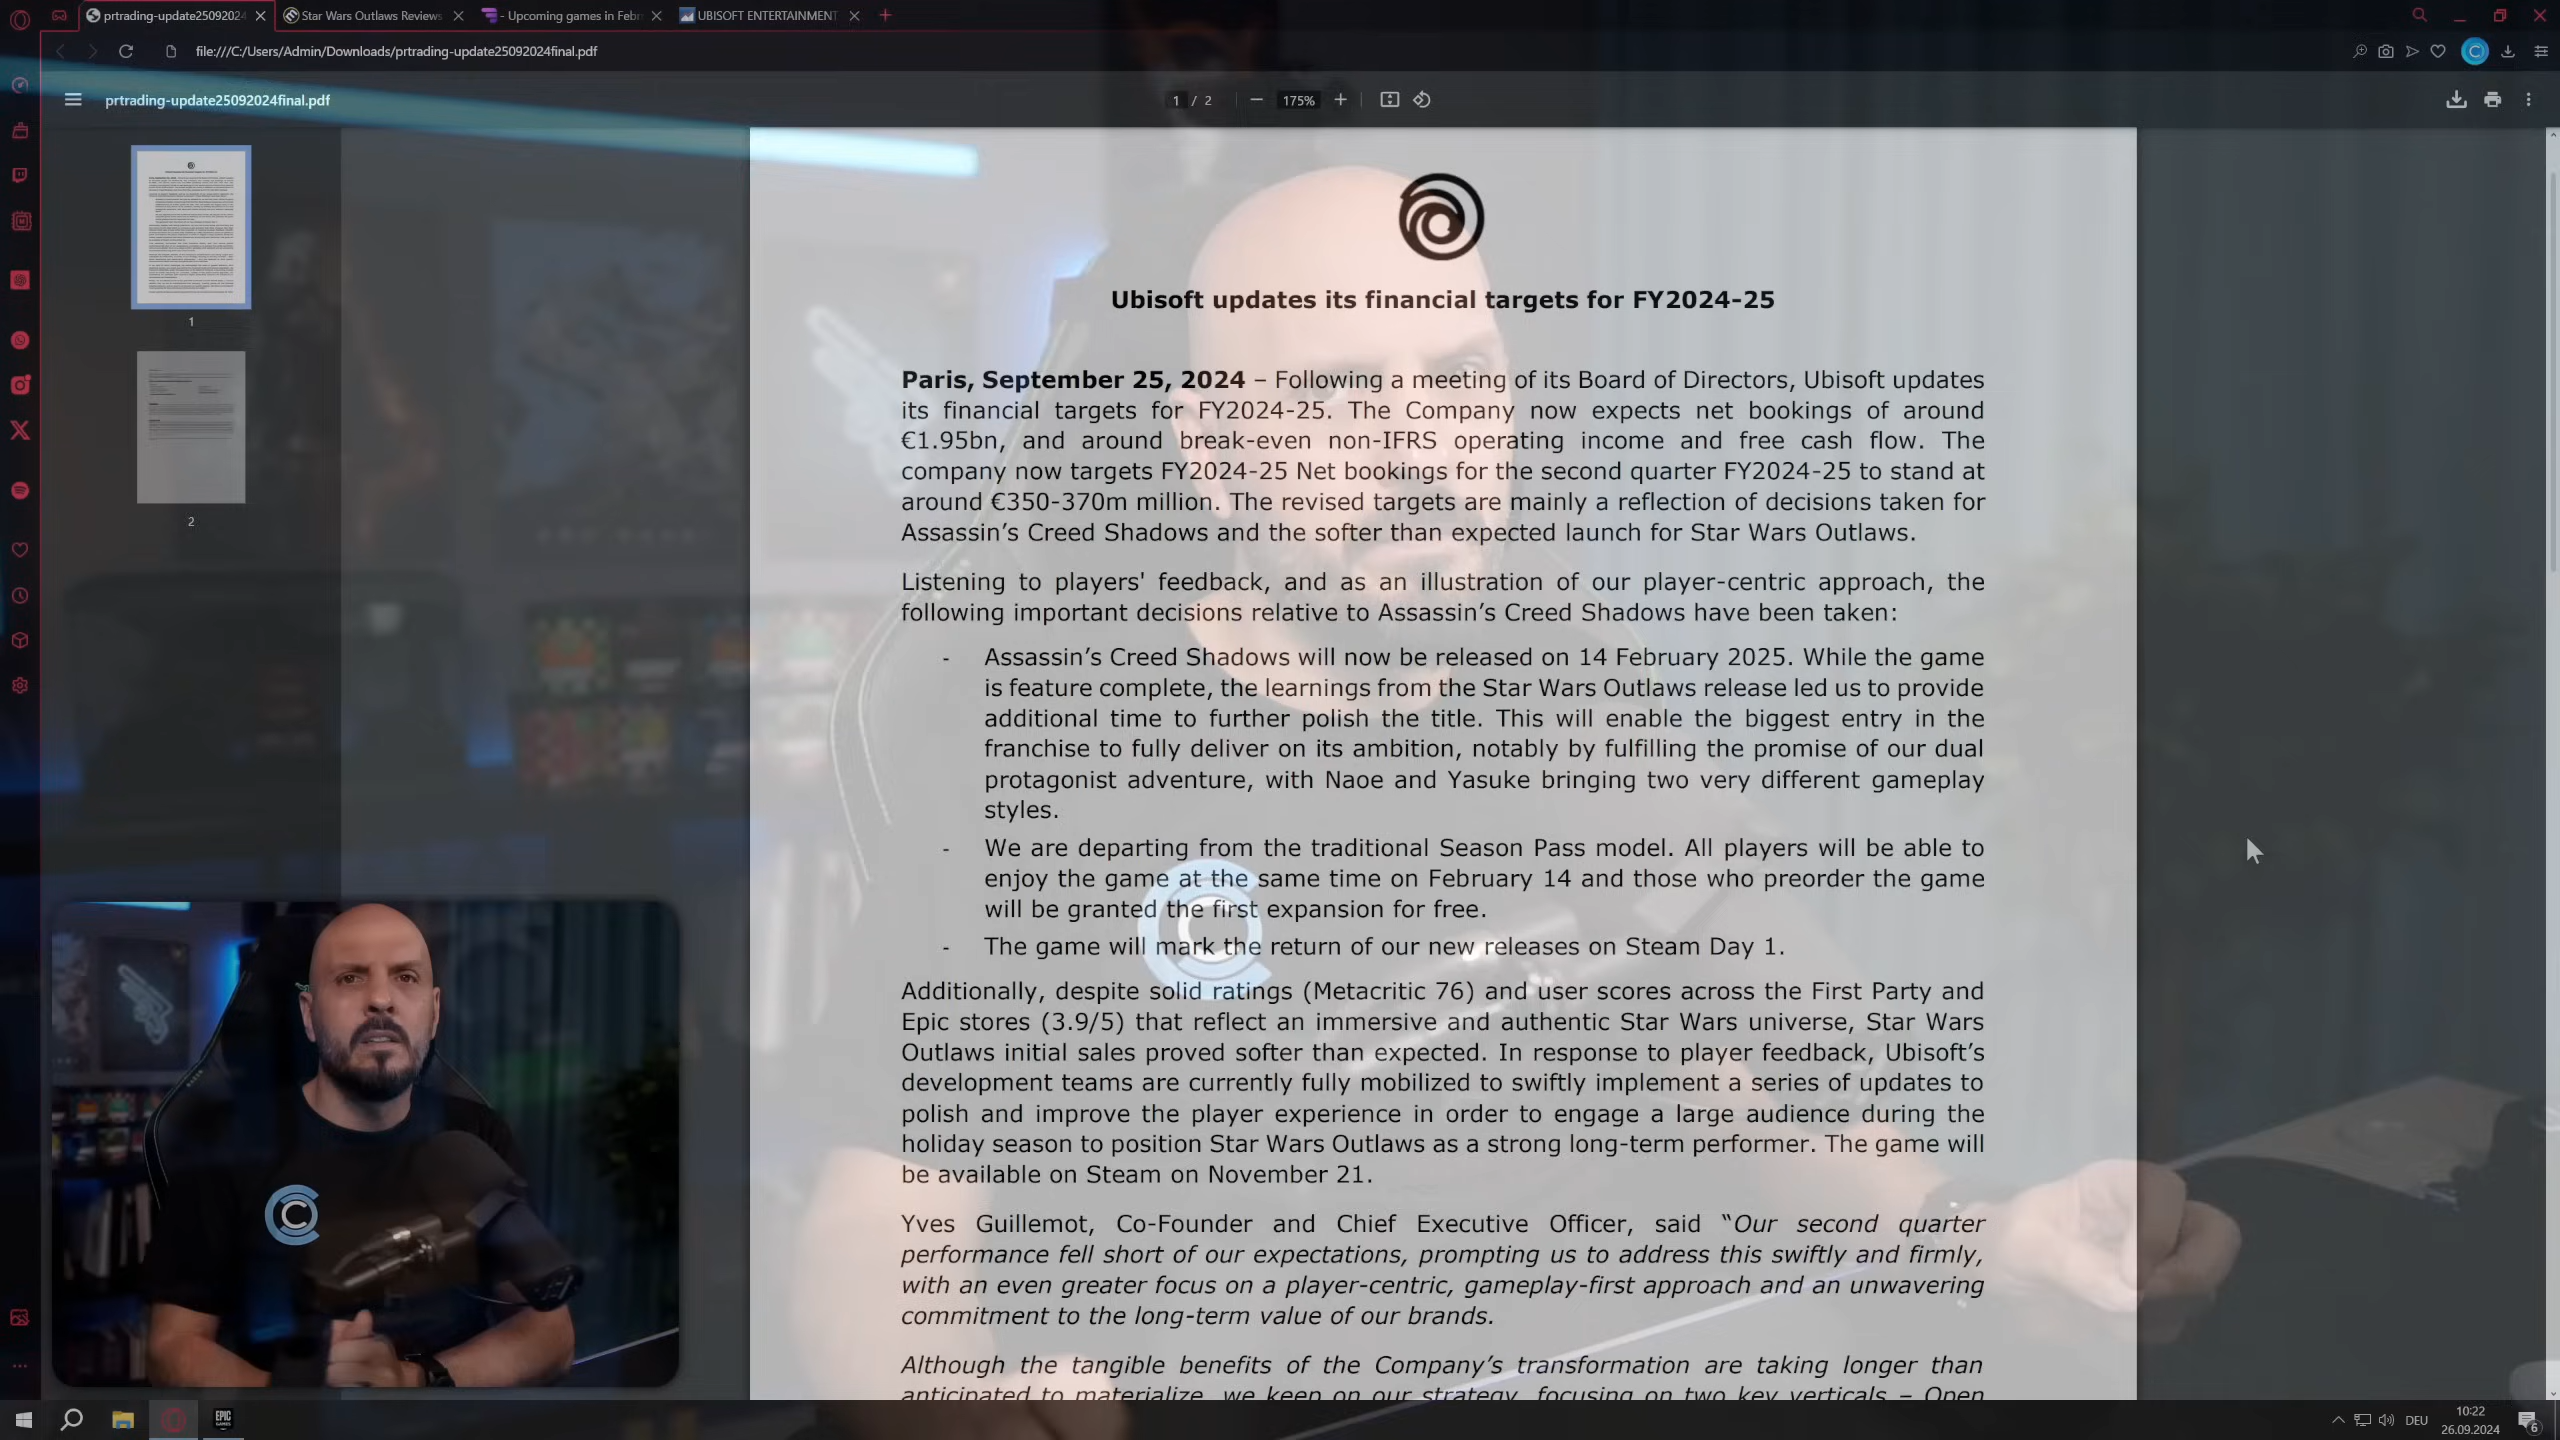 prtrading-update25092024
Star Wars Outlaws Reviews
- Upcoming games in Febr
UBISOFT ENTERTAINMENT
file:///C:/Users/Admin/Downloads/prtrading-update25092024final.pdf
prtrading-update25092024final.pdf
1 / 2
175%
1
2
Ubisoft updates its financial targets for FY2024-25
Paris, September 25, 2024 – Following a meeting of its Board of Directors, Ubisoft updates
its financial targets for FY2024-25. The Company now expects net bookings of around
€1.95bn, and around break-even non-IFRS operating income and free cash flow. The
company now targets FY2024-25 Net bookings for the second quarter FY2024-25 to stand at
around €350-370m million. The revised targets are mainly a reflection of decisions taken for
Assassin’s Creed Shadows and the softer than expected launch for Star Wars Outlaws.
Listening to players' feedback, and as an illustration of our player-centric approach, the
following important decisions relative to Assassin’s Creed Shadows have been taken:
- Assassin’s Creed Shadows will now be released on 14 February 2025. While the game
is feature complete, the learnings from the Star Wars Outlaws release led us to provide
additional time to further polish the title. This will enable the biggest entry in the
franchise to fully deliver on its ambition, notably by fulfilling the promise of our dual
protagonist adventure, with Naoe and Yasuke bringing two very different gameplay
styles.
- We are departing from the traditional Season Pass model. All players will be able to
enjoy the game at the same time on February 14 and those who preorder the game
will be granted the first expansion for free.
- The game will mark the return of our new releases on Steam Day 1.
Additionally, despite solid ratings (Metacritic 76) and user scores across the First Party and
Epic stores (3.9/5) that reflect an immersive and authentic Star Wars universe, Star Wars
Outlaws initial sales proved softer than expected. In response to player feedback, Ubisoft’s
development teams are currently fully mobilized to swiftly implement a series of updates to
polish and improve the player experience in order to engage a large audience during the
holiday season to position Star Wars Outlaws as a strong long-term performer. The game will
be available on Steam on November 21.
Yves Guillemot, Co-Founder and Chief Executive Officer, said “Our second quarter
performance fell short of our expectations, prompting us to address this swiftly and firmly,
with an even greater focus on a player-centric, gameplay-first approach and an unwavering
commitment to the long-term value of our brands.
Although the tangible benefits of the Company’s transformation are taking longer than
anticipated to materialize, we keep on our strategy, focusing on two key verticals – Open
EPIC
GAMES
DEU
10:22
26.09.2024
6